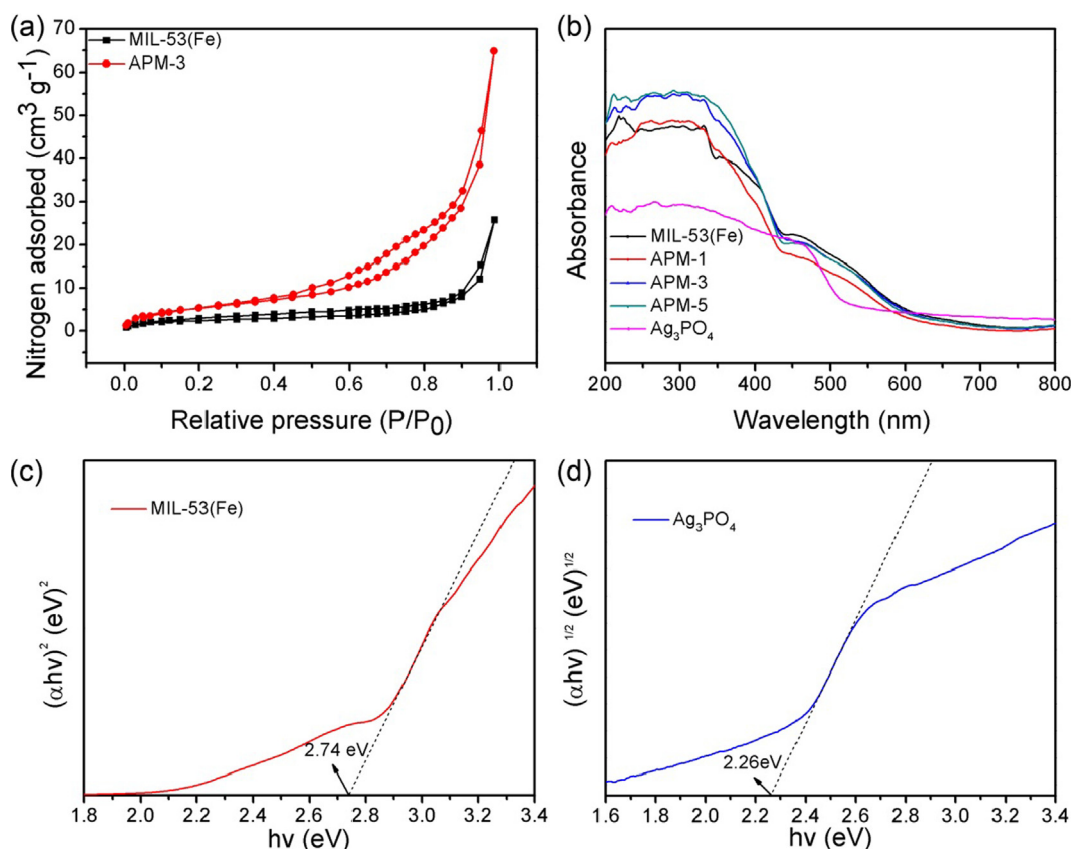 (a)
MIL-53(Fe)
APM-3
Nitrogen adsorbed (cm3 g-1)
70
60
50
40
30
20
10
0
0.0 0.2 0.4 0.6 0.8 1.0
Relative pressure (P/P0)
(b)
Absorbance
MIL-53(Fe)
APM-1
APM-3
APM-5
Ag3PO4
200 300 400 500 600 700 800
Wavelength (nm)
(c)
MIL-53(Fe)
(αhν)2 (eV)2
2.74 eV
1.8 2.0 2.2 2.4 2.6 2.8 3.0 3.2 3.4
hν (eV)
(d)
Ag3PO4
(αhν) 1/2 (eV)1/2
2.26eV
1.6 1.8 2.0 2.2 2.4 2.6 2.8 3.0 3.2 3.4
hν (eV)